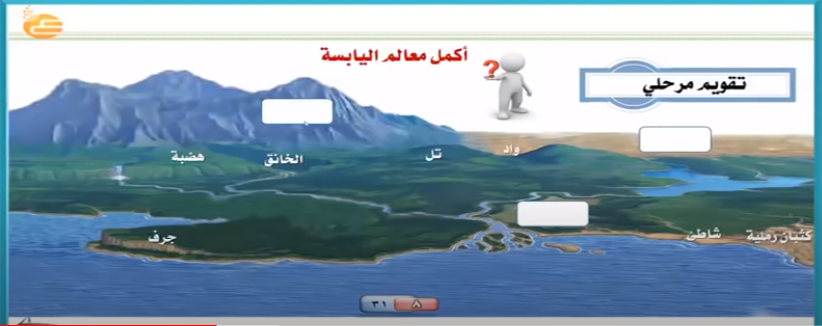 تقويم مرحلي
أكمل معالم اليابسة
واد
تل
الخانق
هضبة
كثبان رملية
شاطئ
جرف
٨
٣١